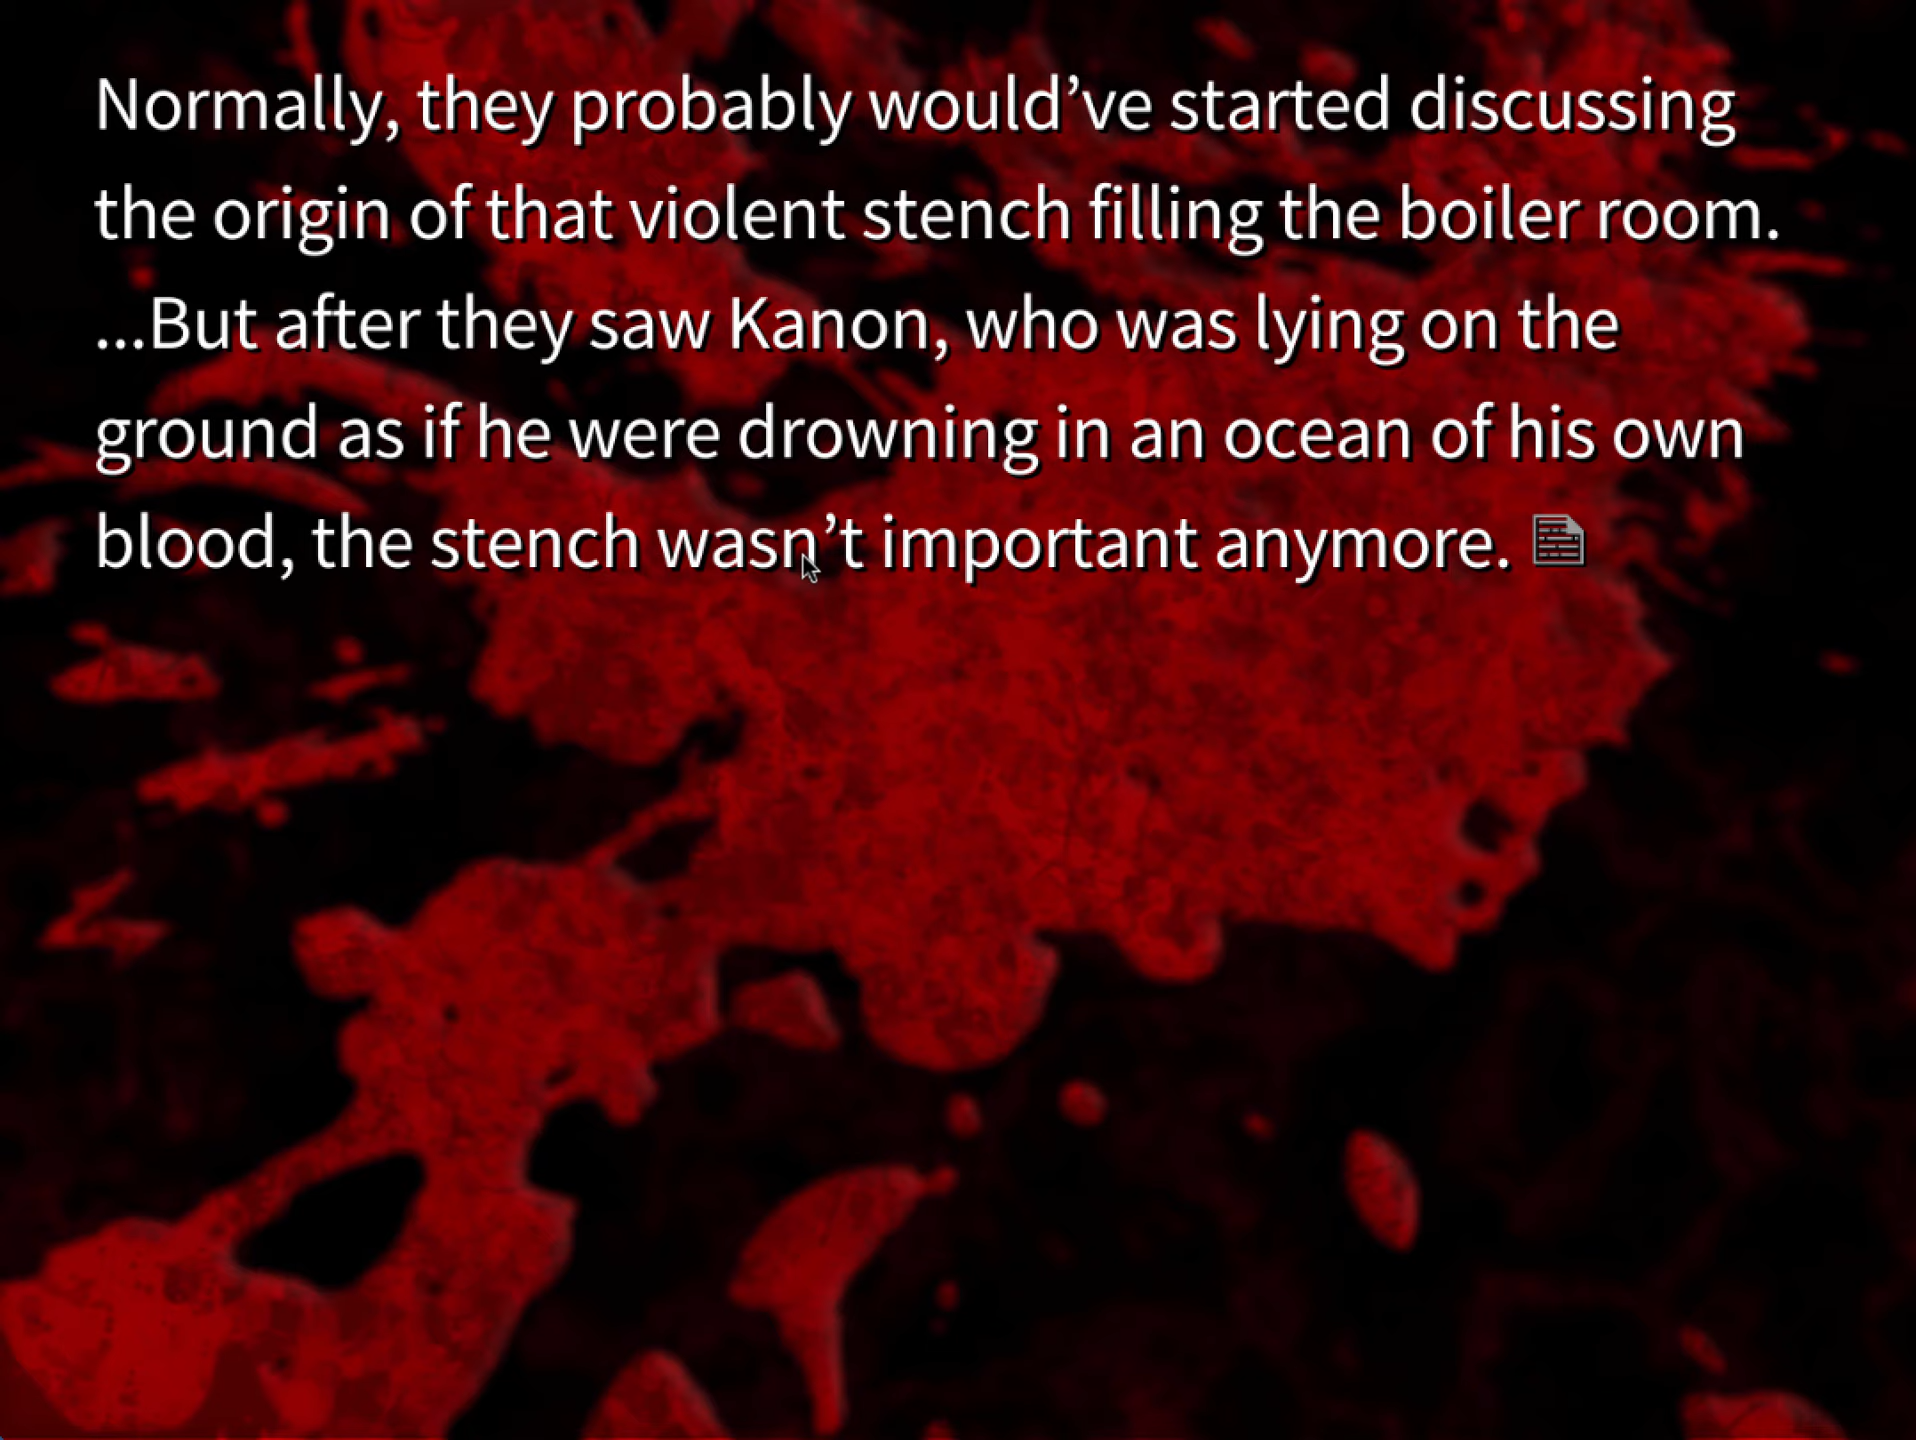 Normally, they probably would’ve started discussing
the origin of that violent stench filling the boiler room.
...But after they saw Kanon, who was lying on the
ground as if he were drowning in an ocean of his own
blood, the stench wasn’t important anymore.